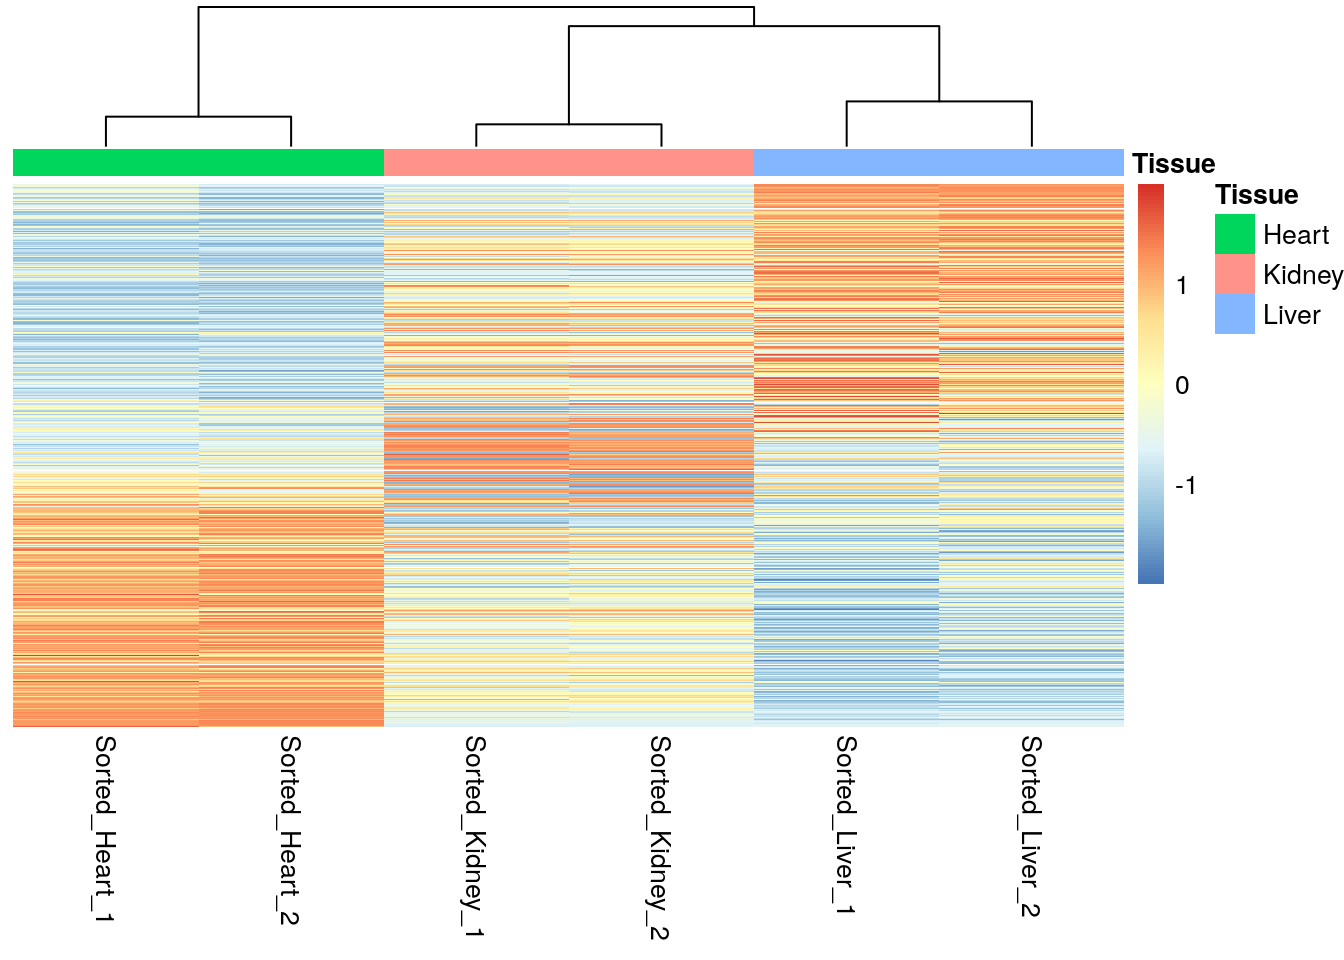 Tissue
Tissue
Heart
Kidney
Liver
1
0
-1
Sorted_Heart_1
Sorted_Heart_2
Sorted_Kidney_1
Sorted_Kidney_2
Sorted_Liver_1
Sorted_Liver_2